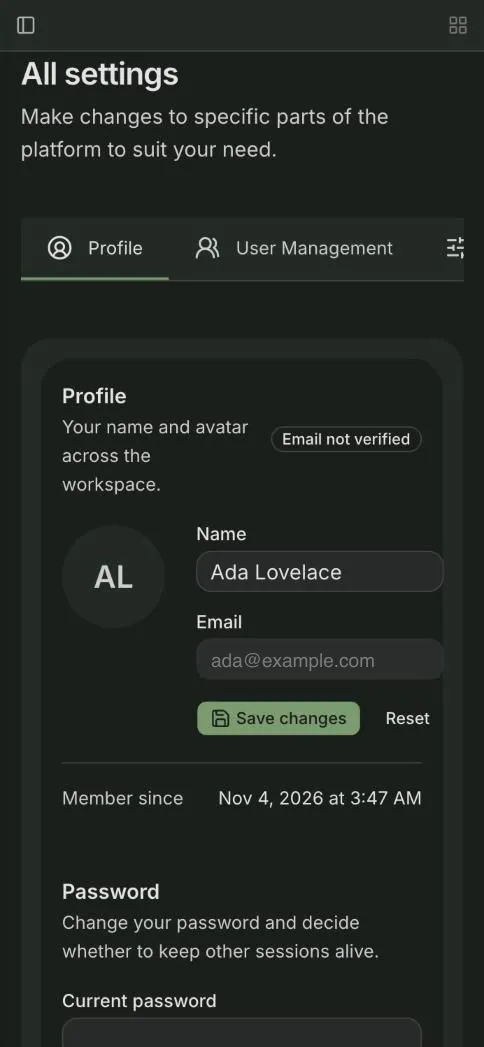 All settings
Make changes to specific parts of the
platform to suit your need.
Profile
User Management
Profile
Your name and avatar
across the
workspace.
Email not verified
AL
Name
Ada Lovelace
Email
ada@example.com
Save changes
Reset
Member since
Nov 4, 2026 at 3:47 AM
Password
Change your password and decide
whether to keep other sessions alive.
Current password